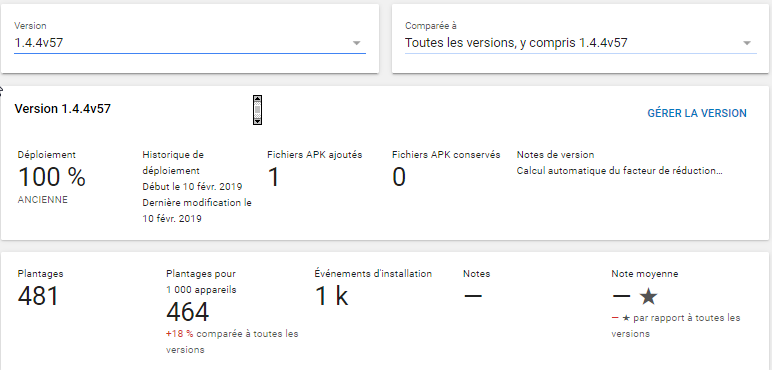 Version
1.4.4v57
Comparée à
Toutes les versions, y compris 1.4.4v57
Version 1.4.4v57
GÉRER LA VERSION
Déploiement
100 %
ANCIENNE
Historique de
déploiement
Début le 10 févr. 2019
Dernière modification le
10 févr. 2019
Fichiers APK ajoutés
1
Fichiers APK conservés
0
Notes de version
Calcul automatique du facteur de réduction...
Plantages
481
Plantages pour
1 000 appareils
464
+18 % comparée à toutes les
versions
Événements d'installation
1 k
Notes
—
Note moyenne
— ★
— ★ par rapport à toutes les
versions